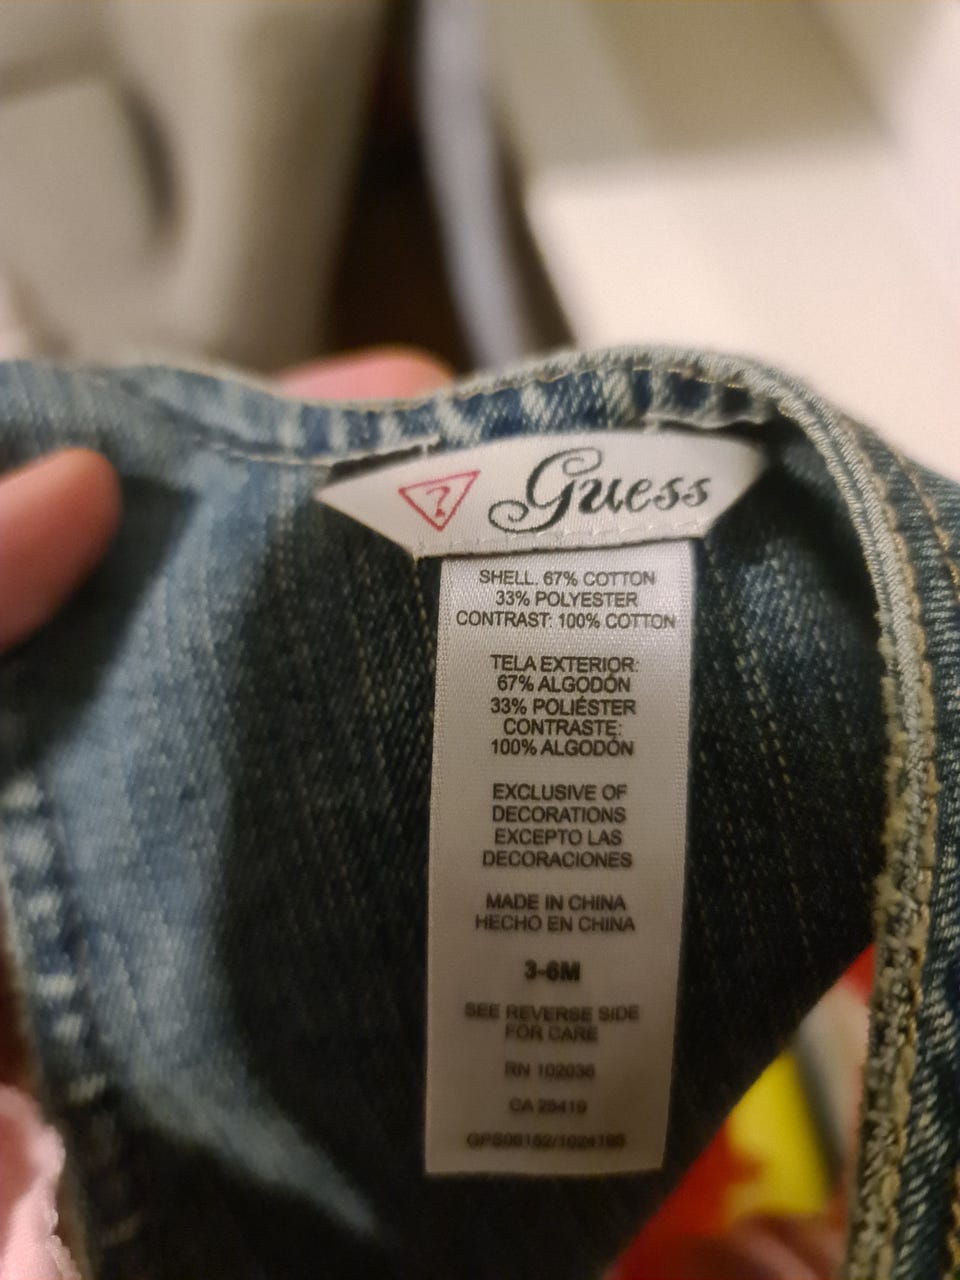 ? Guess
SHELL. 67% COTTON
33% POLYESTER
CONTRAST: 100% COTTON
TELA EXTERIOR:
67% ALGODÓN
33% POLIÉSTER
CONTRASTE:
100% ALGODÓN
EXCLUSIVE OF
DECORATIONS
EXCEPTO LAS
DECORACIONES
MADE IN CHINA
HECHO EN CHINA
3-6M
SEE REVERSE SIDE
FOR CARE
RN 102036
CA 28419